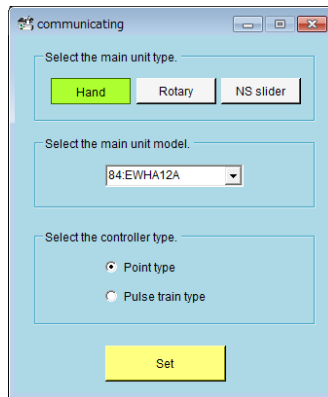 communicating
Select the main unit type.
Hand Rotary NS slider
Select the main unit model.
84:EWHA12A
Select the controller type.
Point type
Pulse train type
Set